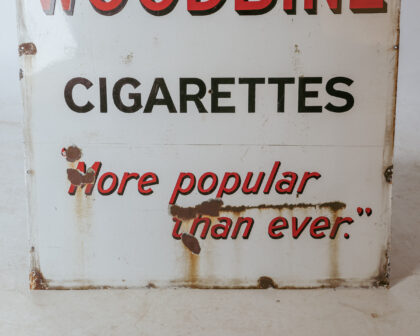 WOODBINE
CIGARETTES
"More popular
than ever."